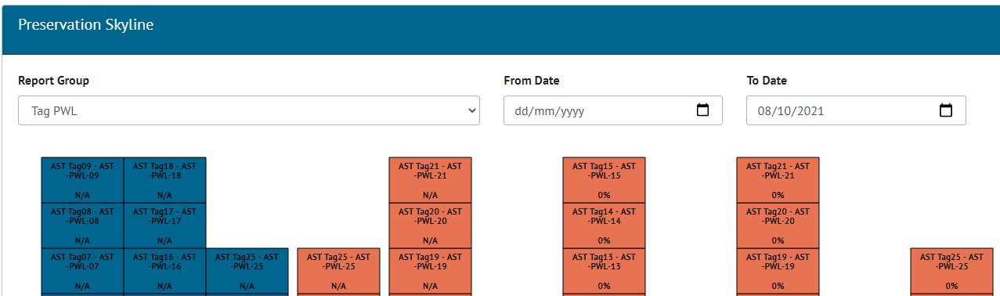 Preservation Skyline
Report Group
From Date
To Date
Tag PWL
dd/mm/yyyy
08/10/2021
AST Tag09 - AST
-PWL-09
N/A
AST Tag18 - AST
-PWL-18
N/A
AST Tag21 - AST
-PWL-21
N/A
AST Tag15 - AST
-PWL-15
0%
AST Tag21 - AST
-PWL-21
0%
AST Tag08 - AST
-PWL-08
N/A
AST Tag17 - AST
-PWL-17
N/A
AST Tag20 - AST
-PWL-20
N/A
AST Tag14 - AST
-PWL-14
0%
AST Tag20 - AST
-PWL-20
0%
AST Tag07 - AST
-PWL-07
N/A
AST Tag16 - AST
-PWL-16
N/A
AST Tag25 - AST
-PWL-25
N/A
AST Tag25 - AST
-PWL-25
N/A
AST Tag19 - AST
-PWL-19
N/A
AST Tag13 - AST
-PWL-13
0%
AST Tag19 - AST
-PWL-19
0%
AST Tag25 - AST
-PWL-25
0%